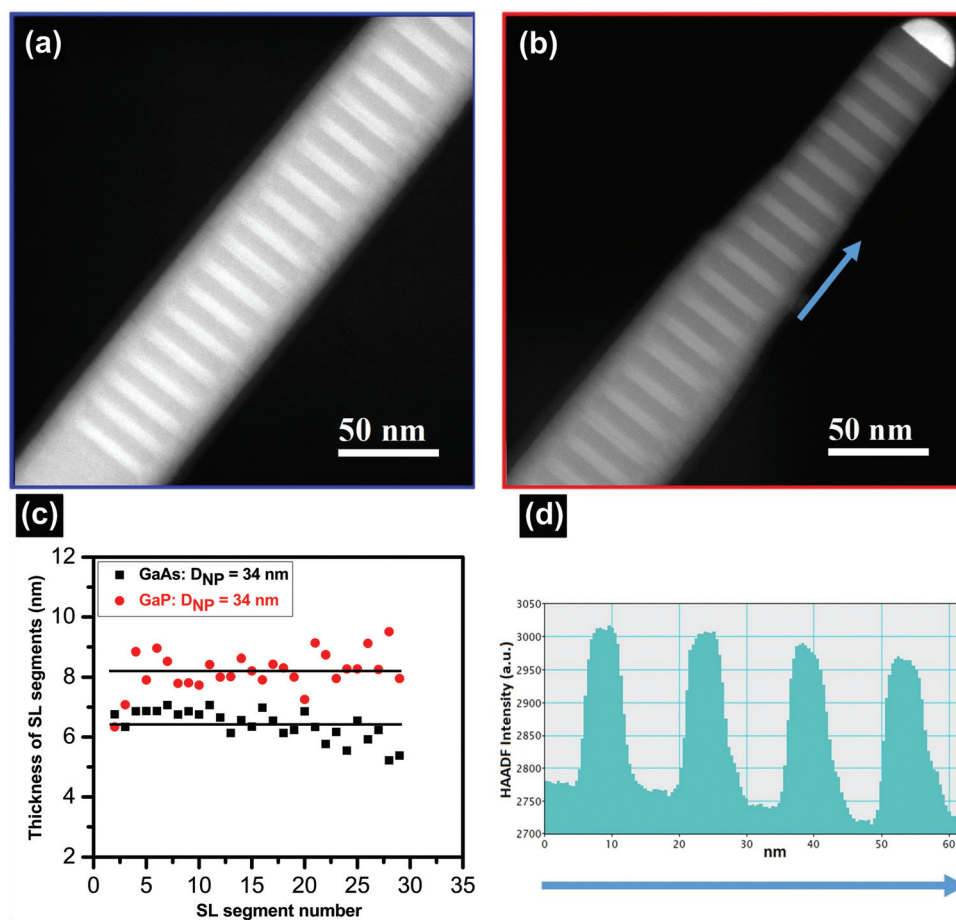 (a)
50 nm
(b)
50 nm
(c)
Thickness of SL segments (nm)
12
10
8
6
4
2
GaAs: DNP = 34 nm
GaP: DNP = 34 nm
0 5 10 15 20 25 30 35
SL segment number
(d)
HAADF Intensity (a.u.)
3050
3000
2950
2900
2850
2800
2750
2700
0 10 20 30 40 50 60
nm